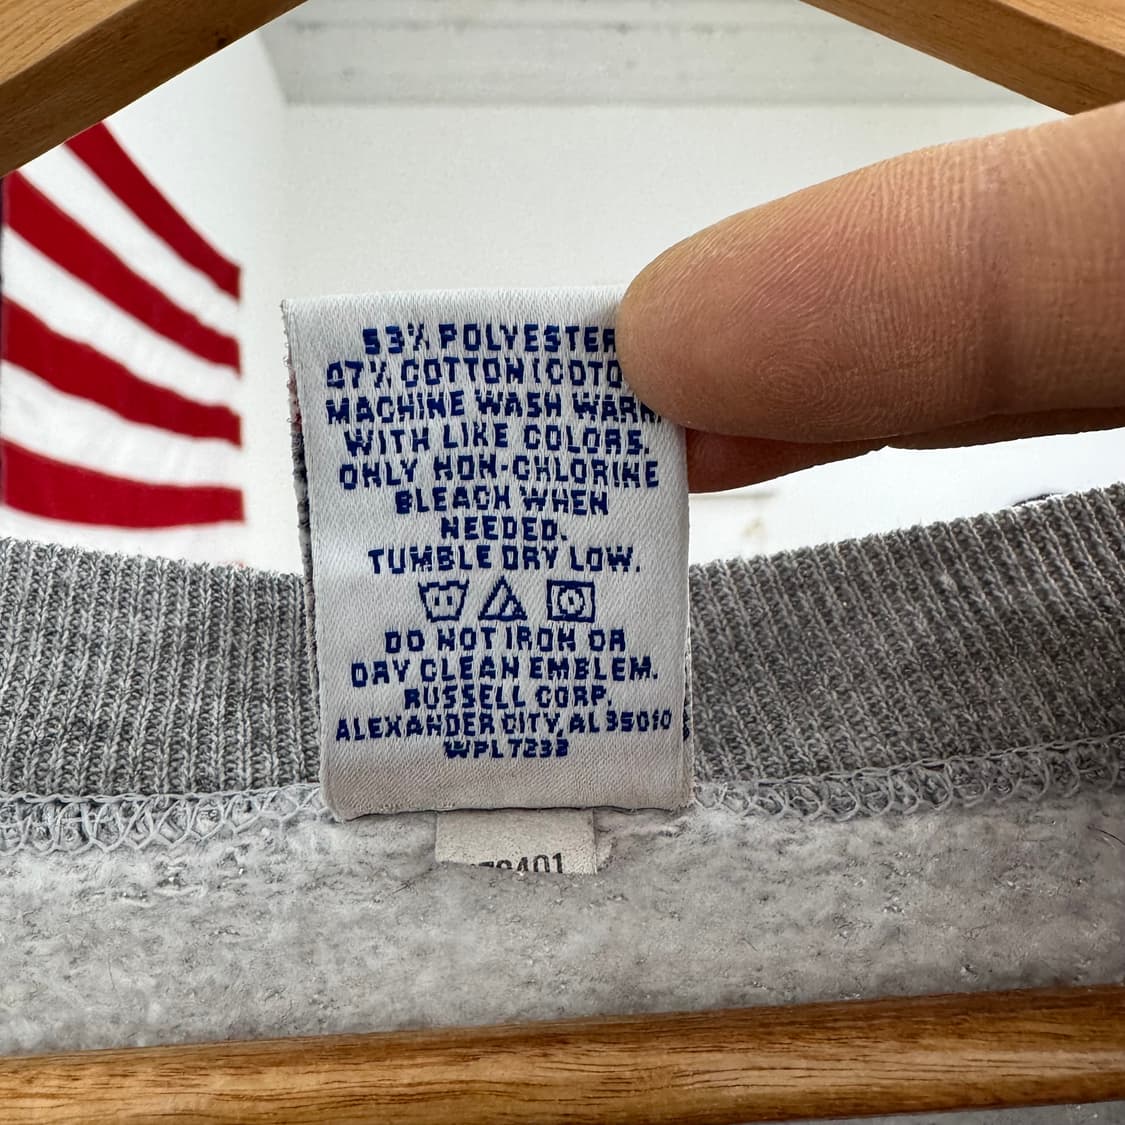 53% POLYESTER
47% COTTON(COTO
MACHINE WASH WARM,
WITH LIKE COLORS.
ONLY NON-CHLORINE
BLEACH WHEN
NEEDED.
TUMBLE DRY LOW.
DO NOT IRON OR
DRY CLEAN EMBLEM.
RUSSELL CORP.
ALEXANDER CITY, AL 35010
WPL 7233